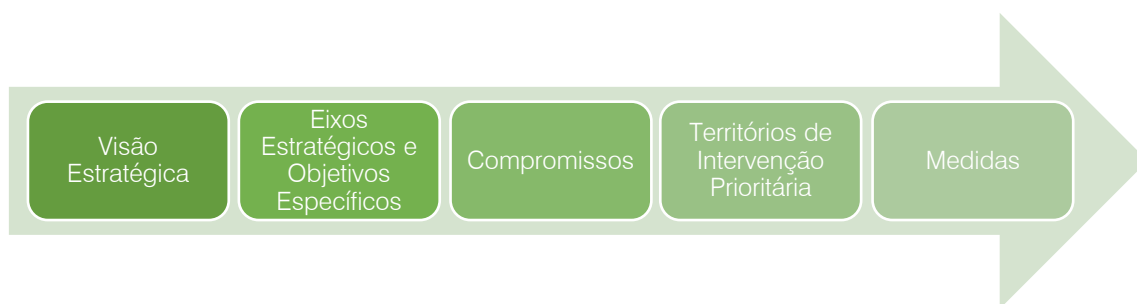 Visão
Estratégica
Eixos
Estratégicos e
Objetivos
Específicos
Compromissos
Territórios de
Intervenção
Prioritária
Medidas